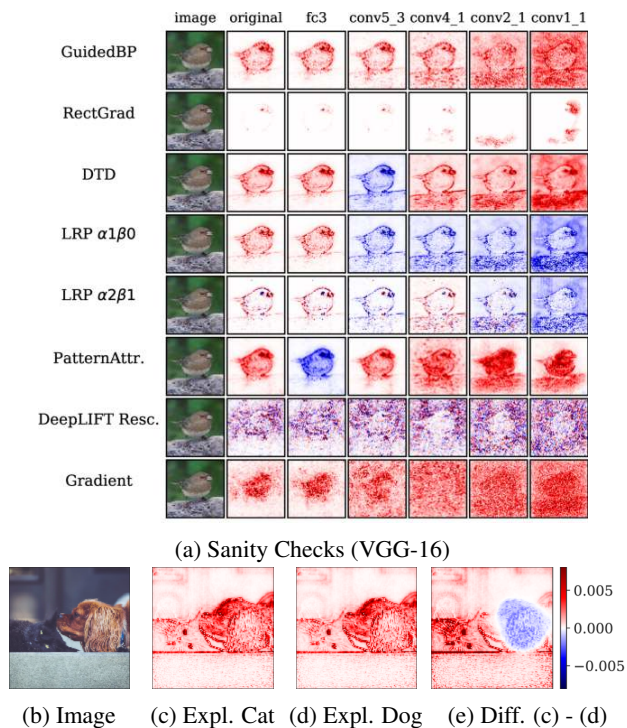 image original fc3 conv5_3 conv4_1 conv2_1 conv1_1
GuidedBP
RectGrad
DTD
LRP α1β0
LRP α2β1
PatternAttr.
DeepLIFT Resc.
Gradient
(a) Sanity Checks (VGG-16)
0.005
0.000
−0.005
(b) Image (c) Expl. Cat (d) Expl. Dog (e) Diff. (c) - (d)